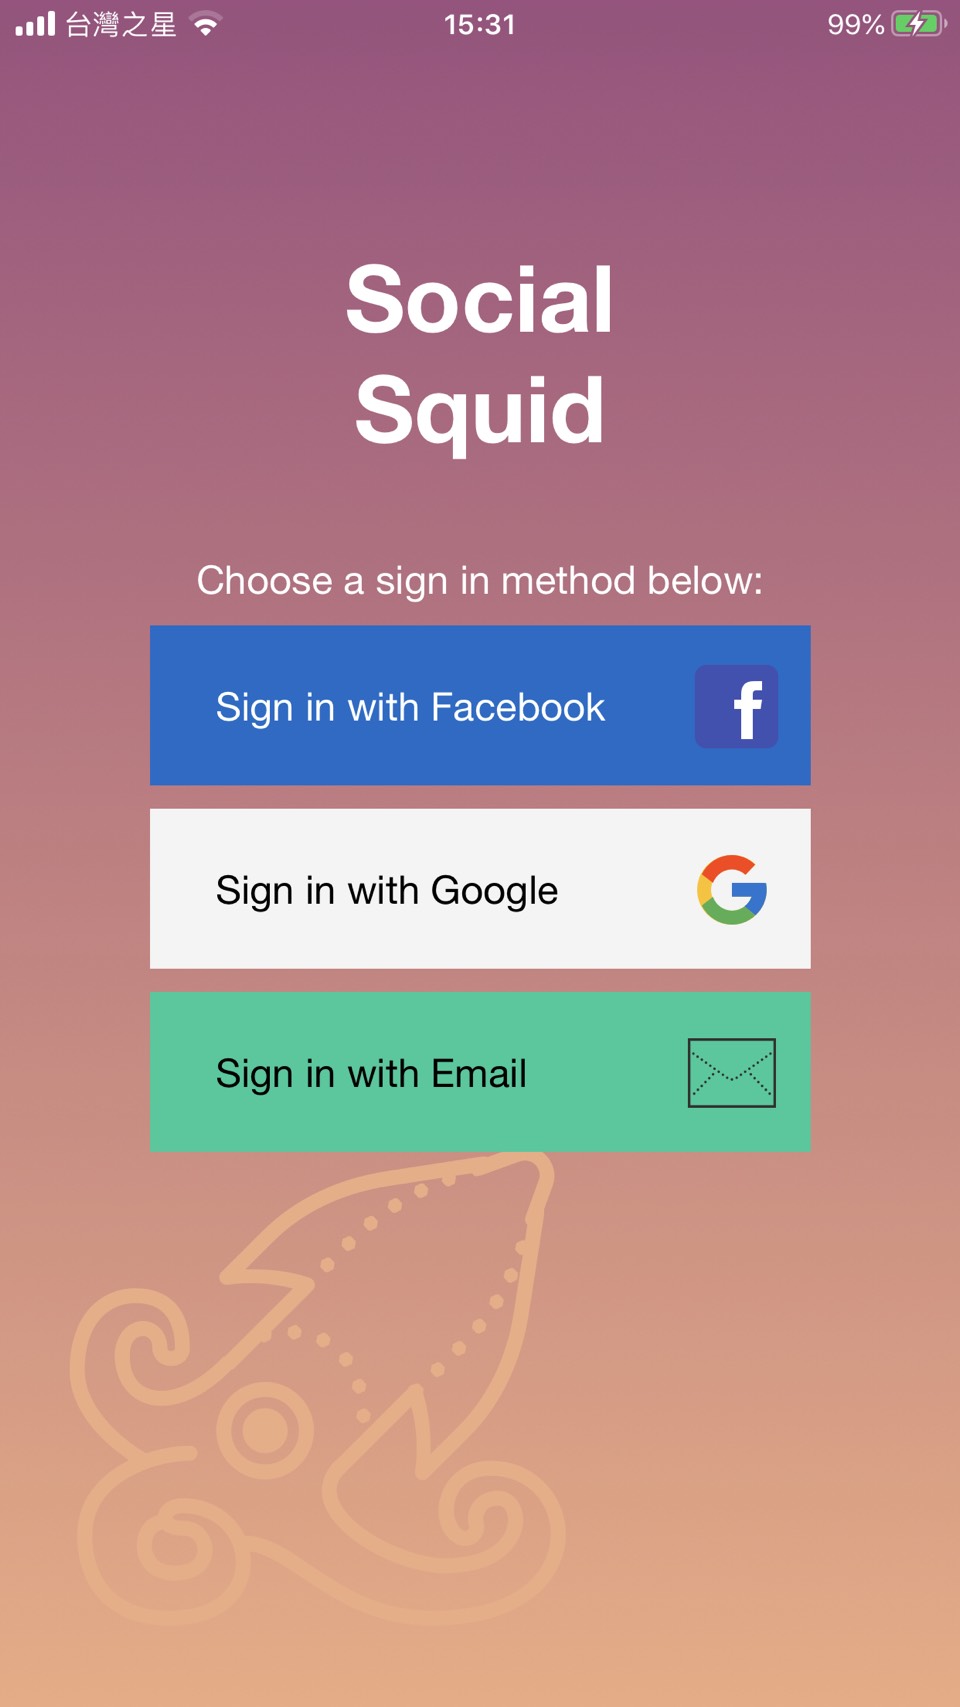 台灣之星 15:31 99%
Social
Squid
Choose a sign in method below:
Sign in with Facebook
Sign in with Google
Sign in with Email